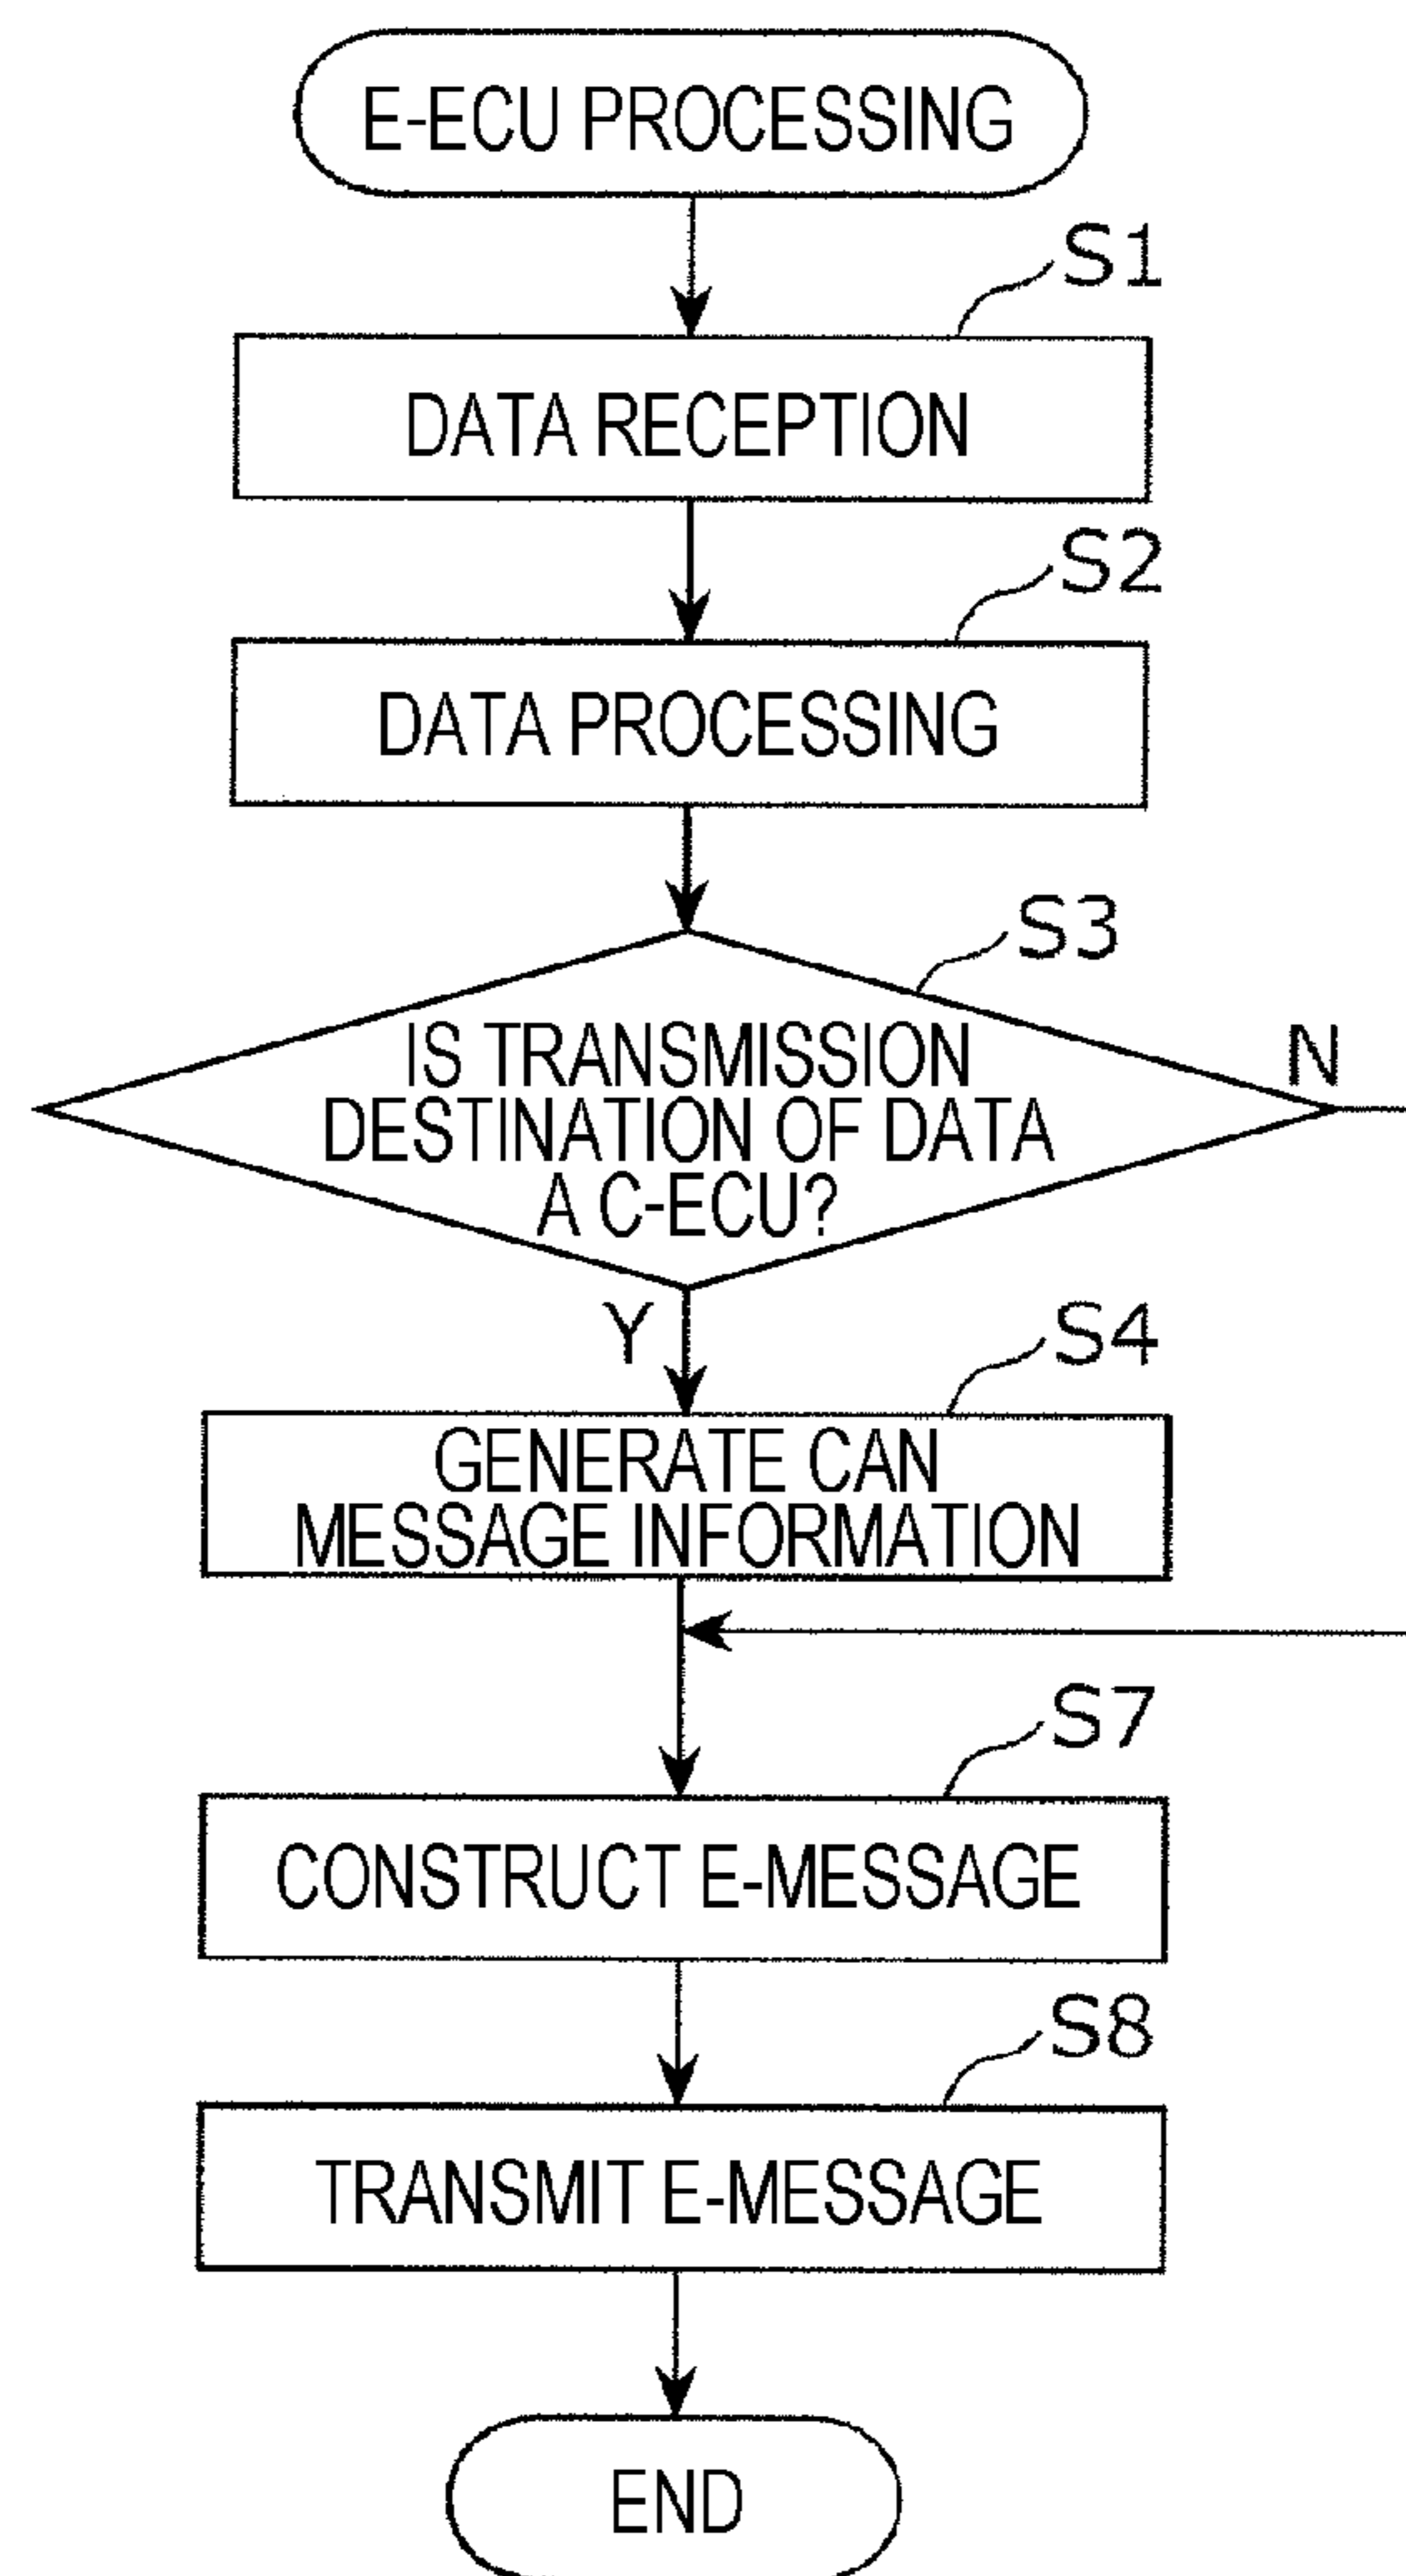 E-ECU PROCESSING
S1
DATA RECEPTION
S2
DATA PROCESSING
S3
IS TRANSMISSION
DESTINATION OF DATA
A C-ECU?
N
Y
S4
GENERATE CAN
MESSAGE INFORMATION
S7
CONSTRUCT E-MESSAGE
S8
TRANSMIT E-MESSAGE
END